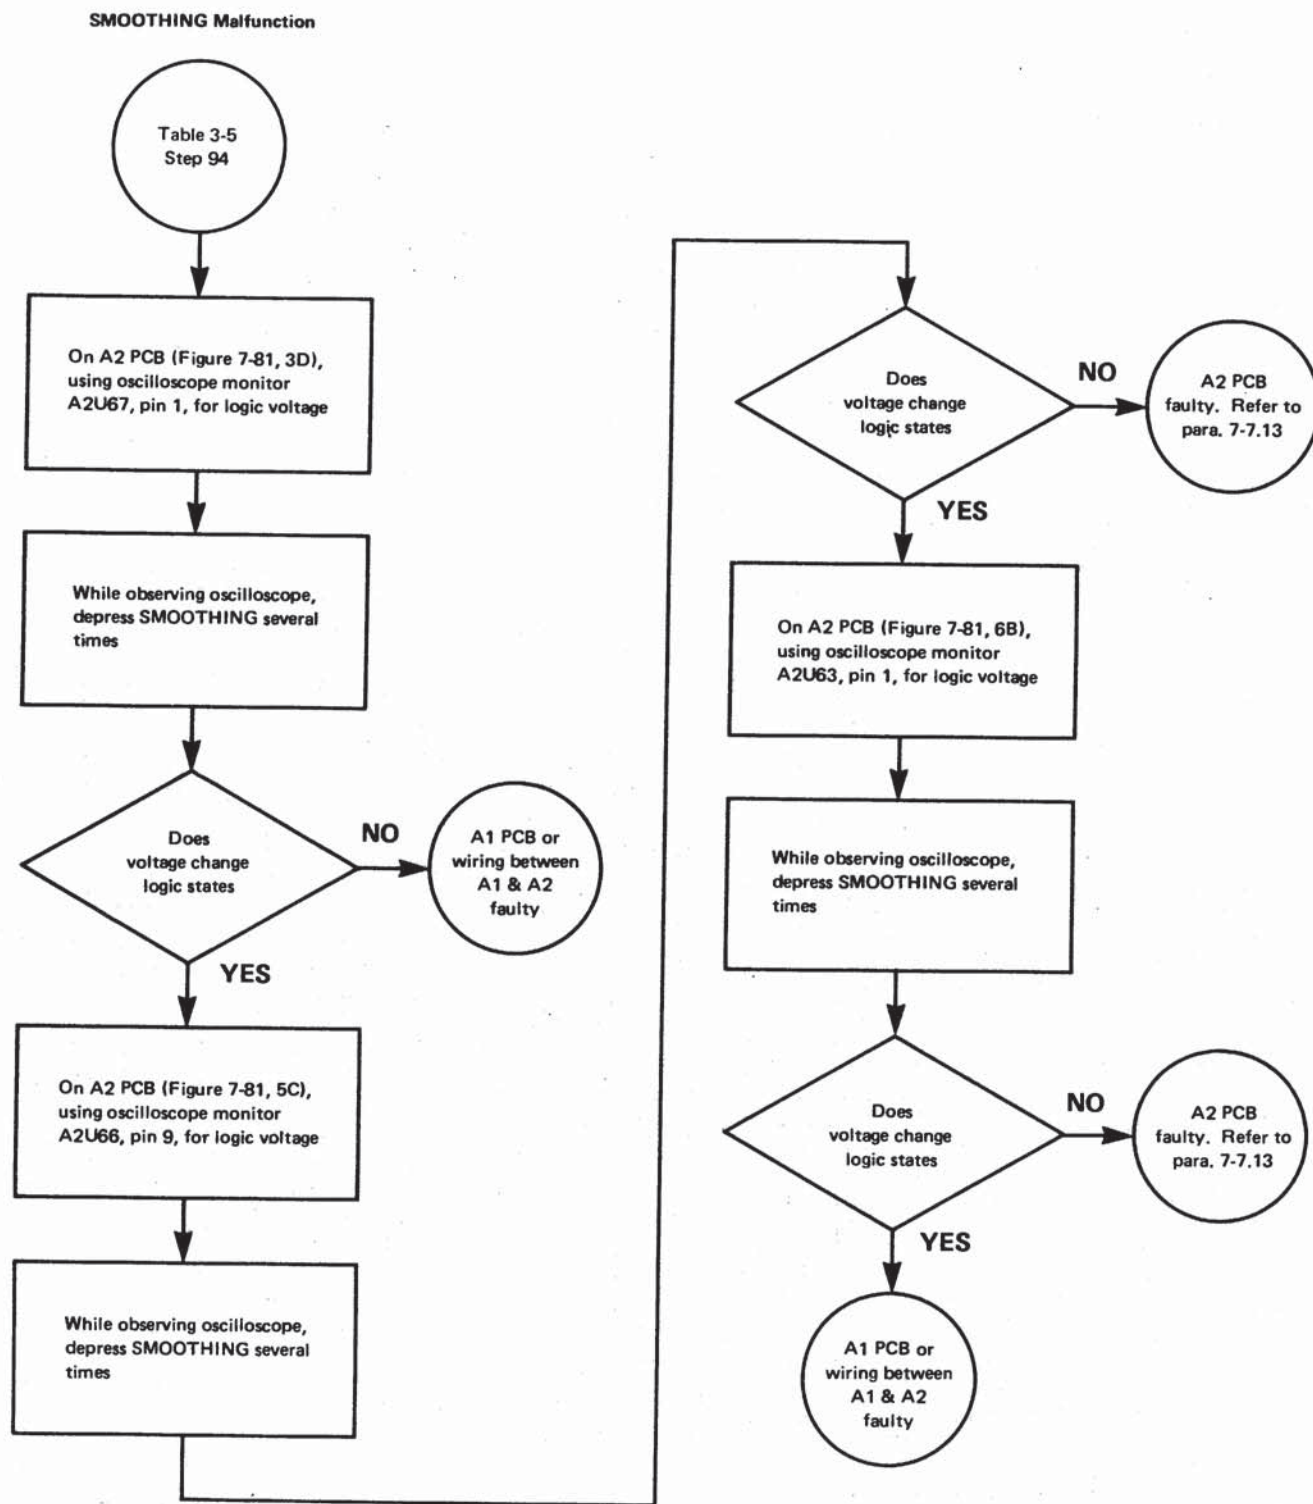 SMOOTHING Malfunction
Table 3-5
Step 94
On A2 PCB (Figure 7-81, 3D),
using oscilloscope monitor
A2U67, pin 1, for logic voltage
While observing oscilloscope,
depress SMOOTHING several
times
Does
voltage change
logic states
NO
A1 PCB or
wiring between
A1 & A2
faulty
YES
On A2 PCB (Figure 7-81, 5C),
using oscilloscope monitor
A2U66, pin 9, for logic voltage
While observing oscilloscope,
depress SMOOTHING several
times
Does
voltage change
logic states
NO
A2 PCB
faulty. Refer to
para. 7-7.13
YES
On A2 PCB (Figure 7-81, 6B),
using oscilloscope monitor
A2U63, pin 1, for logic voltage
While observing oscilloscope,
depress SMOOTHING several
times
Does
voltage change
logic states
NO
A2 PCB
faulty. Refer to
para. 7-7.13
YES
A1 PCB or
wiring between
A1 & A2
faulty